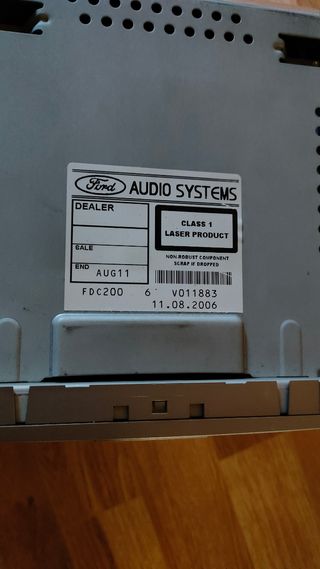 Ford AUDIO SYSTEMS
DEALER
CLASS 1
LASER PRODUCT
SALE
NON-ROBUST COMPONENT
SCRAP IF DROPPED
END AUG11
FDC200 6 V011883
11.08.2006